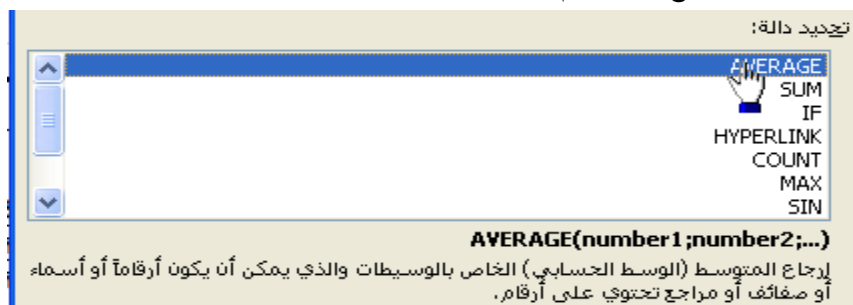 تحديد دالة:
AVERAGE
SUM
IF
HYPERLINK
COUNT
MAX
SIN
AVERAGE(number1;number2;...)
إرجاع المتوسط (الوسط الحسابي) الخاص بالوسيطات والذي يمكن أن يكون أرقاماً أو أسماء
أو صفائف أو مراجع تحتوي على أرقام.